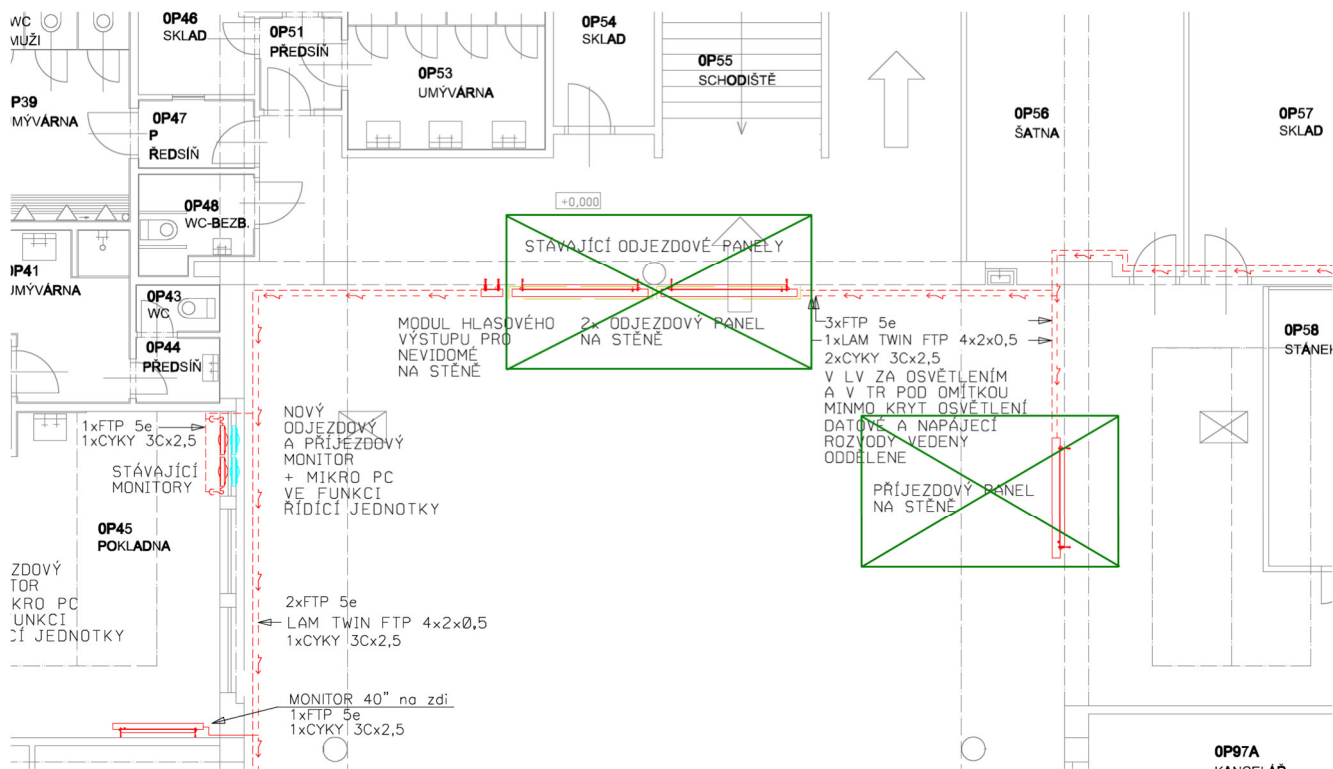 WC
MUŽI
0P46
SKLAD
0P51
PŘEDSÍŇ
0P54
SKLAD
0P55
SCHODIŠTĚ
0P53
UMÝVÁRNA
0P39
MÝVÁRNA
0P47
P
ŘEDSÍŇ
0P56
ŠATNA
0P57
SKLAD
0P48
WC-BEZB.
+0,000
STÁVAJÍCÍ ODJEZDOVÉ PANELY
0P41
UMÝVÁRNA
0P43
WC
0P44
PŘEDSÍŇ
MODUL HLASOVÉHO
VÝSTUPU PRO
NEVIDOMÉ
NA STĚNĚ
2x ODJEZDOVÝ PANEL
NA STĚNĚ
3xFTP 5e
1xLAM TWIN FTP 4x2x0,5
2xCYKY 3Cx2,5
V LV ZA OSVĚTLENÍM
A V TR POD OMÍTKOU
MINMO KRYT OSVĚTLENÍ
DATOVÉ A NAPÁJECÍ
ROZVODY VEDENY
ODDĚLENE
0P58
STÁNEK
1xFTP 5e
1xCYKY 3Cx2,5
STÁVAJÍCÍ
MONITORY
NOVÝ
ODJEZDOVÝ
A PŘÍJEZDOVÝ
MONITOR
+ MIKRO PC
VE FUNKCI
ŘÍDÍCÍ JEDNOTKY
PŘÍJEZDOVÝ PANEL
NA STĚNĚ
0P45
POKLADNA
ZDOVÝ
TOR
KRO PC
UNKCI
CÍ JEDNOTKY
2xFTP 5e
LAM TWIN FTP 4x2x0,5
1xCYKY 3Cx2,5
MONITOR 40" na zdi
1xFTP 5e
1xCYKY 3Cx2,5
0P97A
KANCELÁŘ